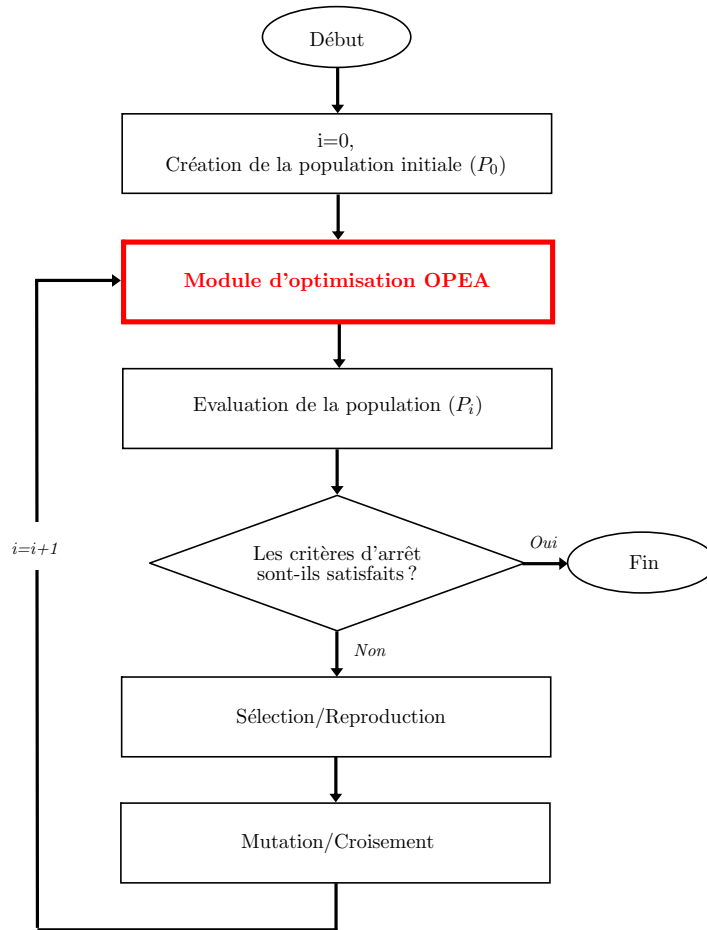 Début
i=0,
Création de la population initiale (P₀)
Module d'optimisation OPEA
Evaluation de la population (Pᵢ)
Les critères d'arrêt
sont-ils satisfaits ?
Oui
Fin
i=i+1
Non
Sélection/Reproduction
Mutation/Croisement